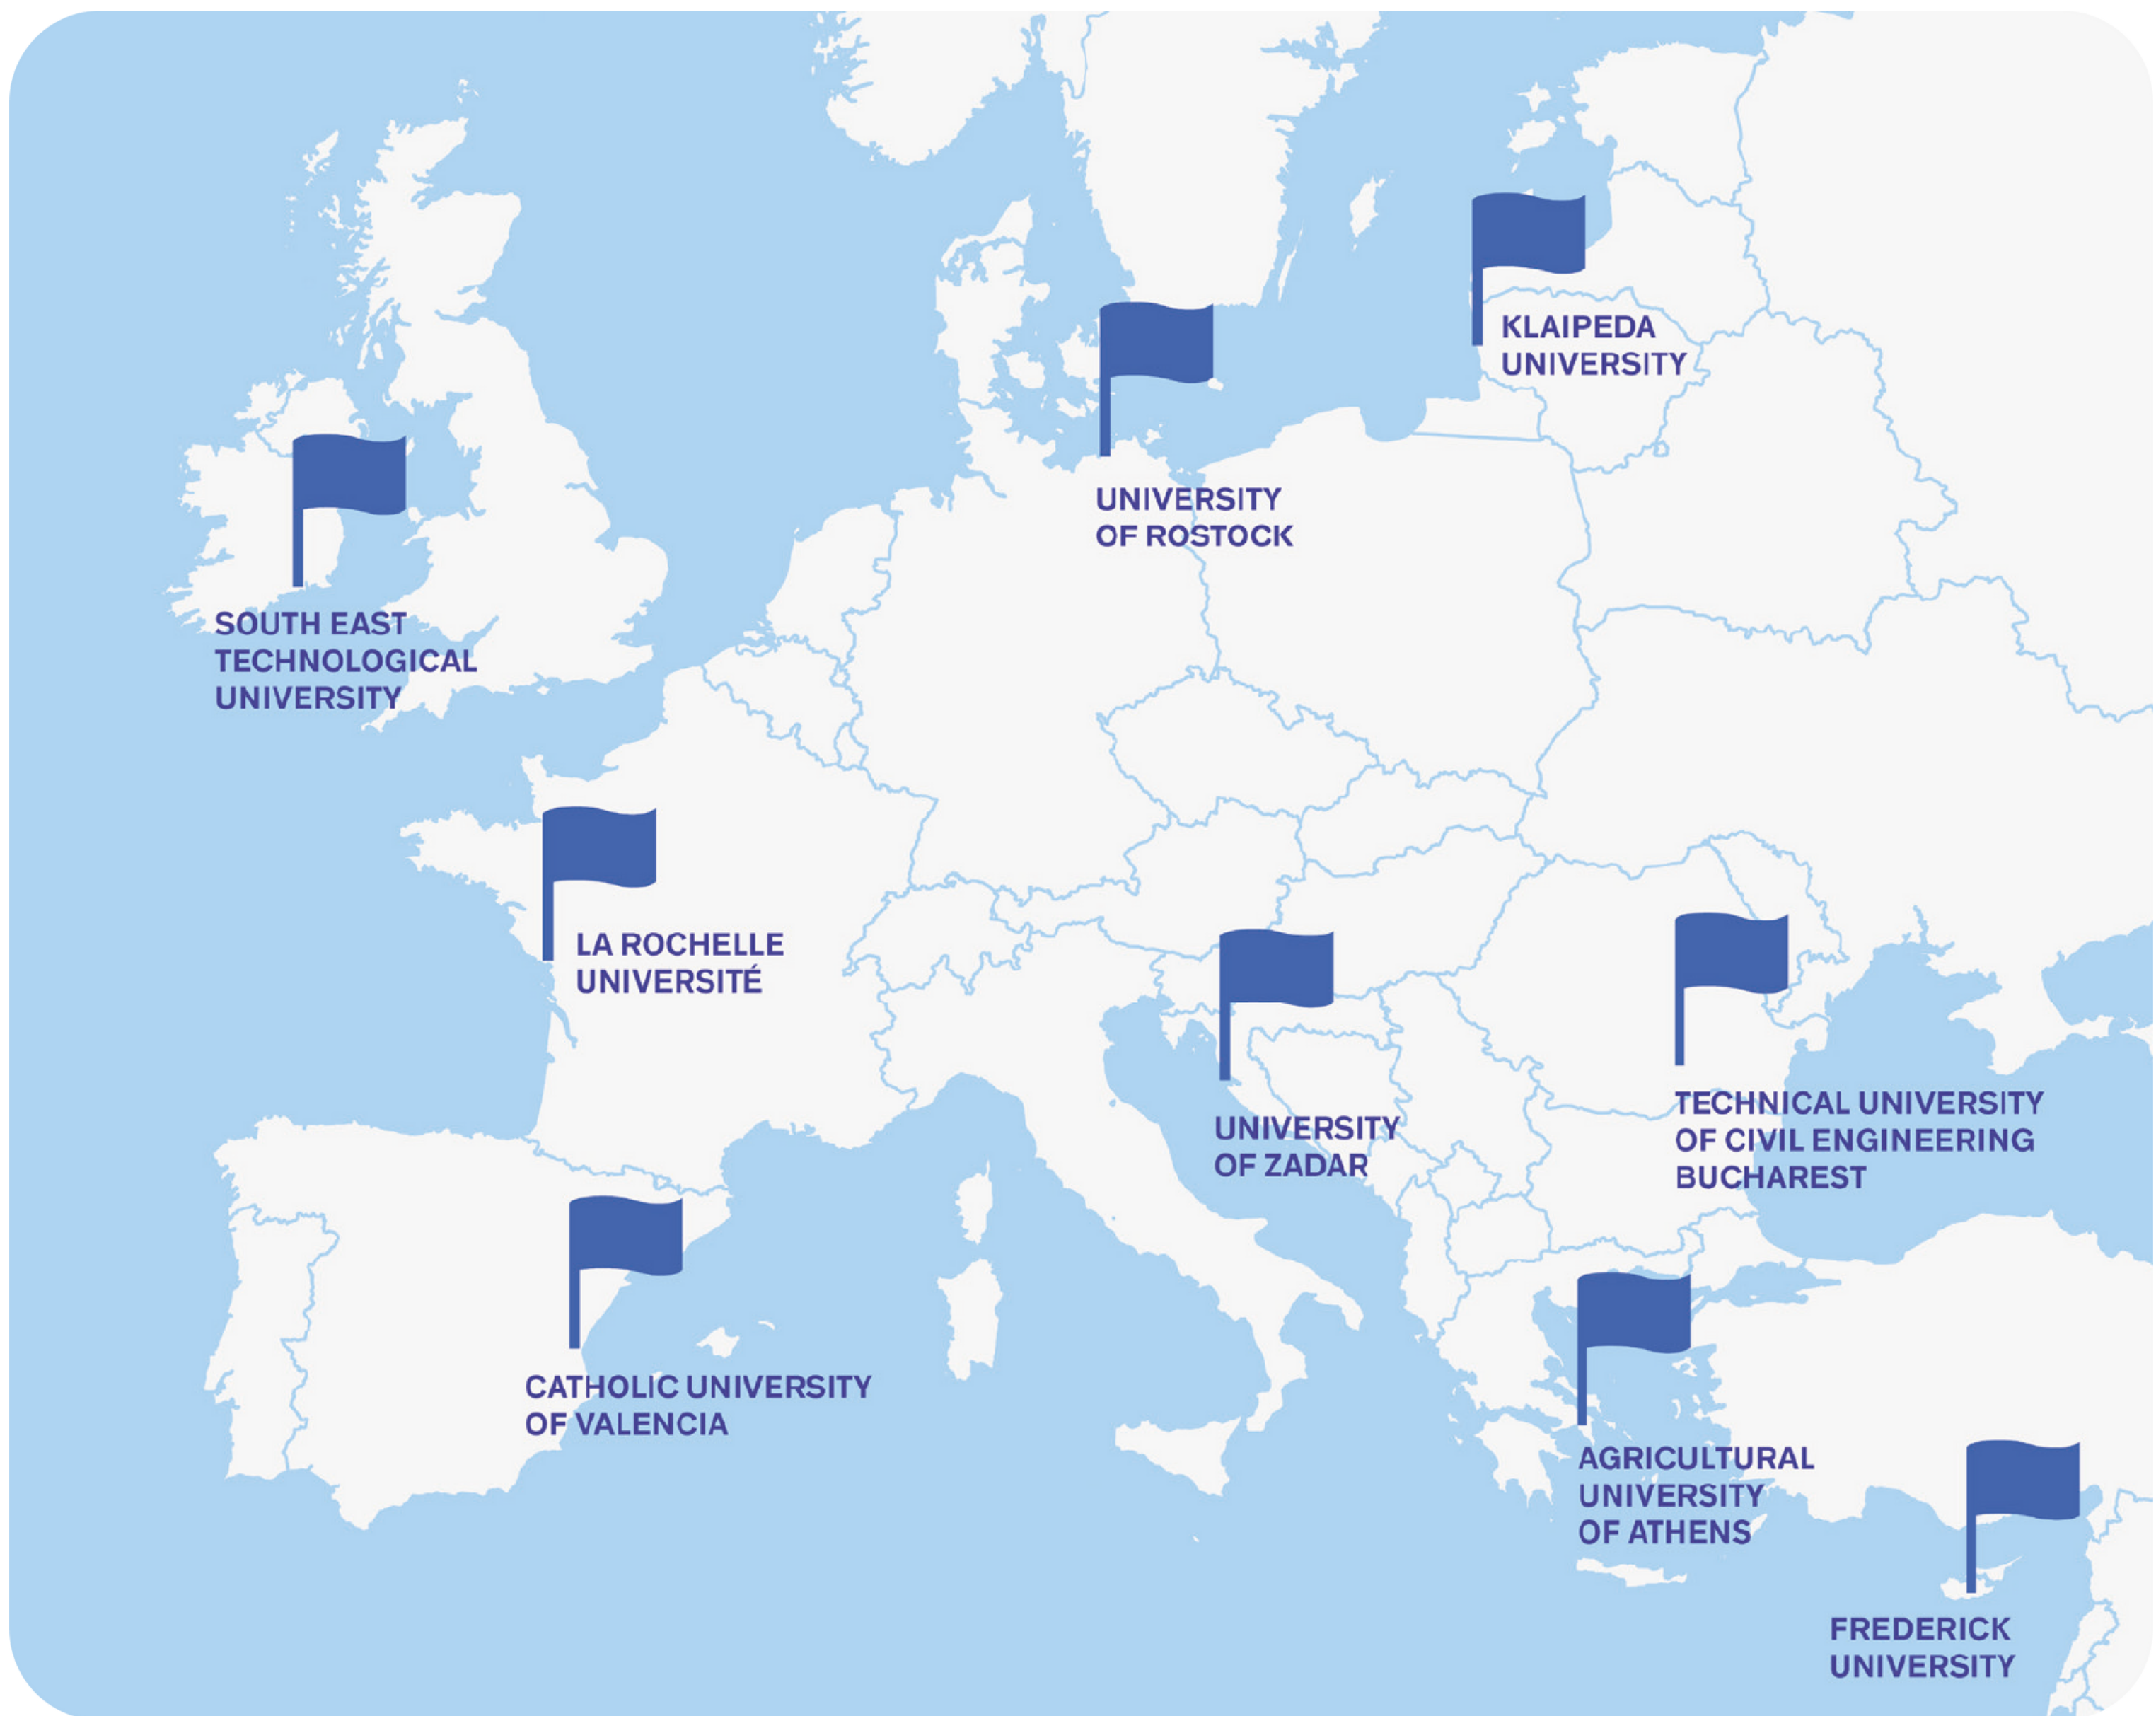 KLAIPEDA
UNIVERSITY
UNIVERSITY
OF ROSTOCK
SOUTH EAST
TECHNOLOGICAL
UNIVERSITY
LA ROCHELLE
UNIVERSITÉ
UNIVERSITY
OF ZADAR
TECHNICAL UNIVERSITY
OF CIVIL ENGINEERING
BUCHAREST
CATHOLIC UNIVERSITY
OF VALENCIA
AGRICULTURAL
UNIVERSITY
OF ATHENS
FREDERICK
UNIVERSITY